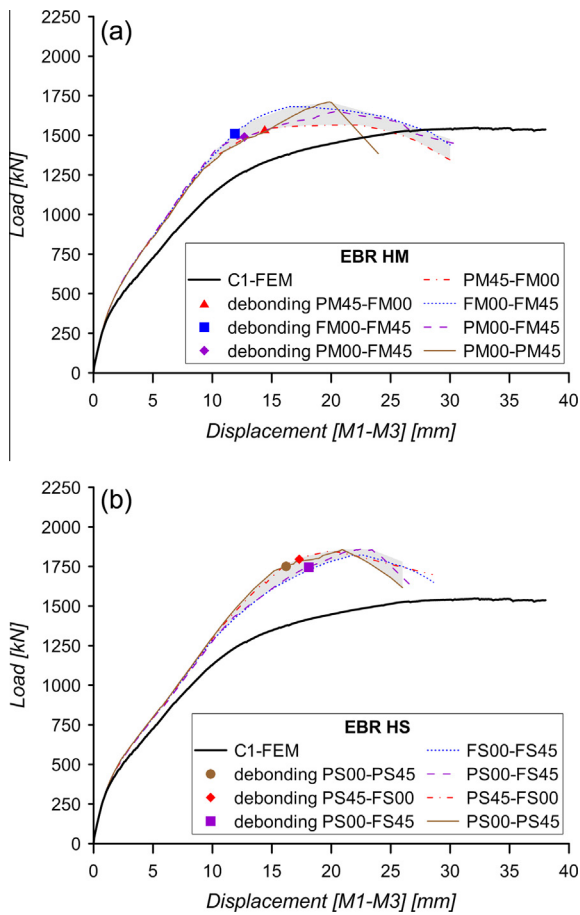 (a)
2250
2000
1750
1500
1250
1000
750
500
250
0
Load [kN]
EBR HM
C1-FEM
PM45-FM00
debonding PM45-FM00
FM00-FM45
debonding FM00-FM45
PM00-FM45
debonding PM00-FM45
PM00-PM45
0 5 10 15 20 25 30 35 40
Displacement [M1-M3] [mm]
(b)
2250
2000
1750
1500
1250
1000
750
500
250
0
Load [kN]
EBR HS
C1-FEM
FS00-FS45
debonding PS00-PS45
PS00-FS45
debonding PS45-FS00
PS45-FS00
debonding PS00-FS45
PS00-PS45
0 5 10 15 20 25 30 35 40
Displacement [M1-M3] [mm]